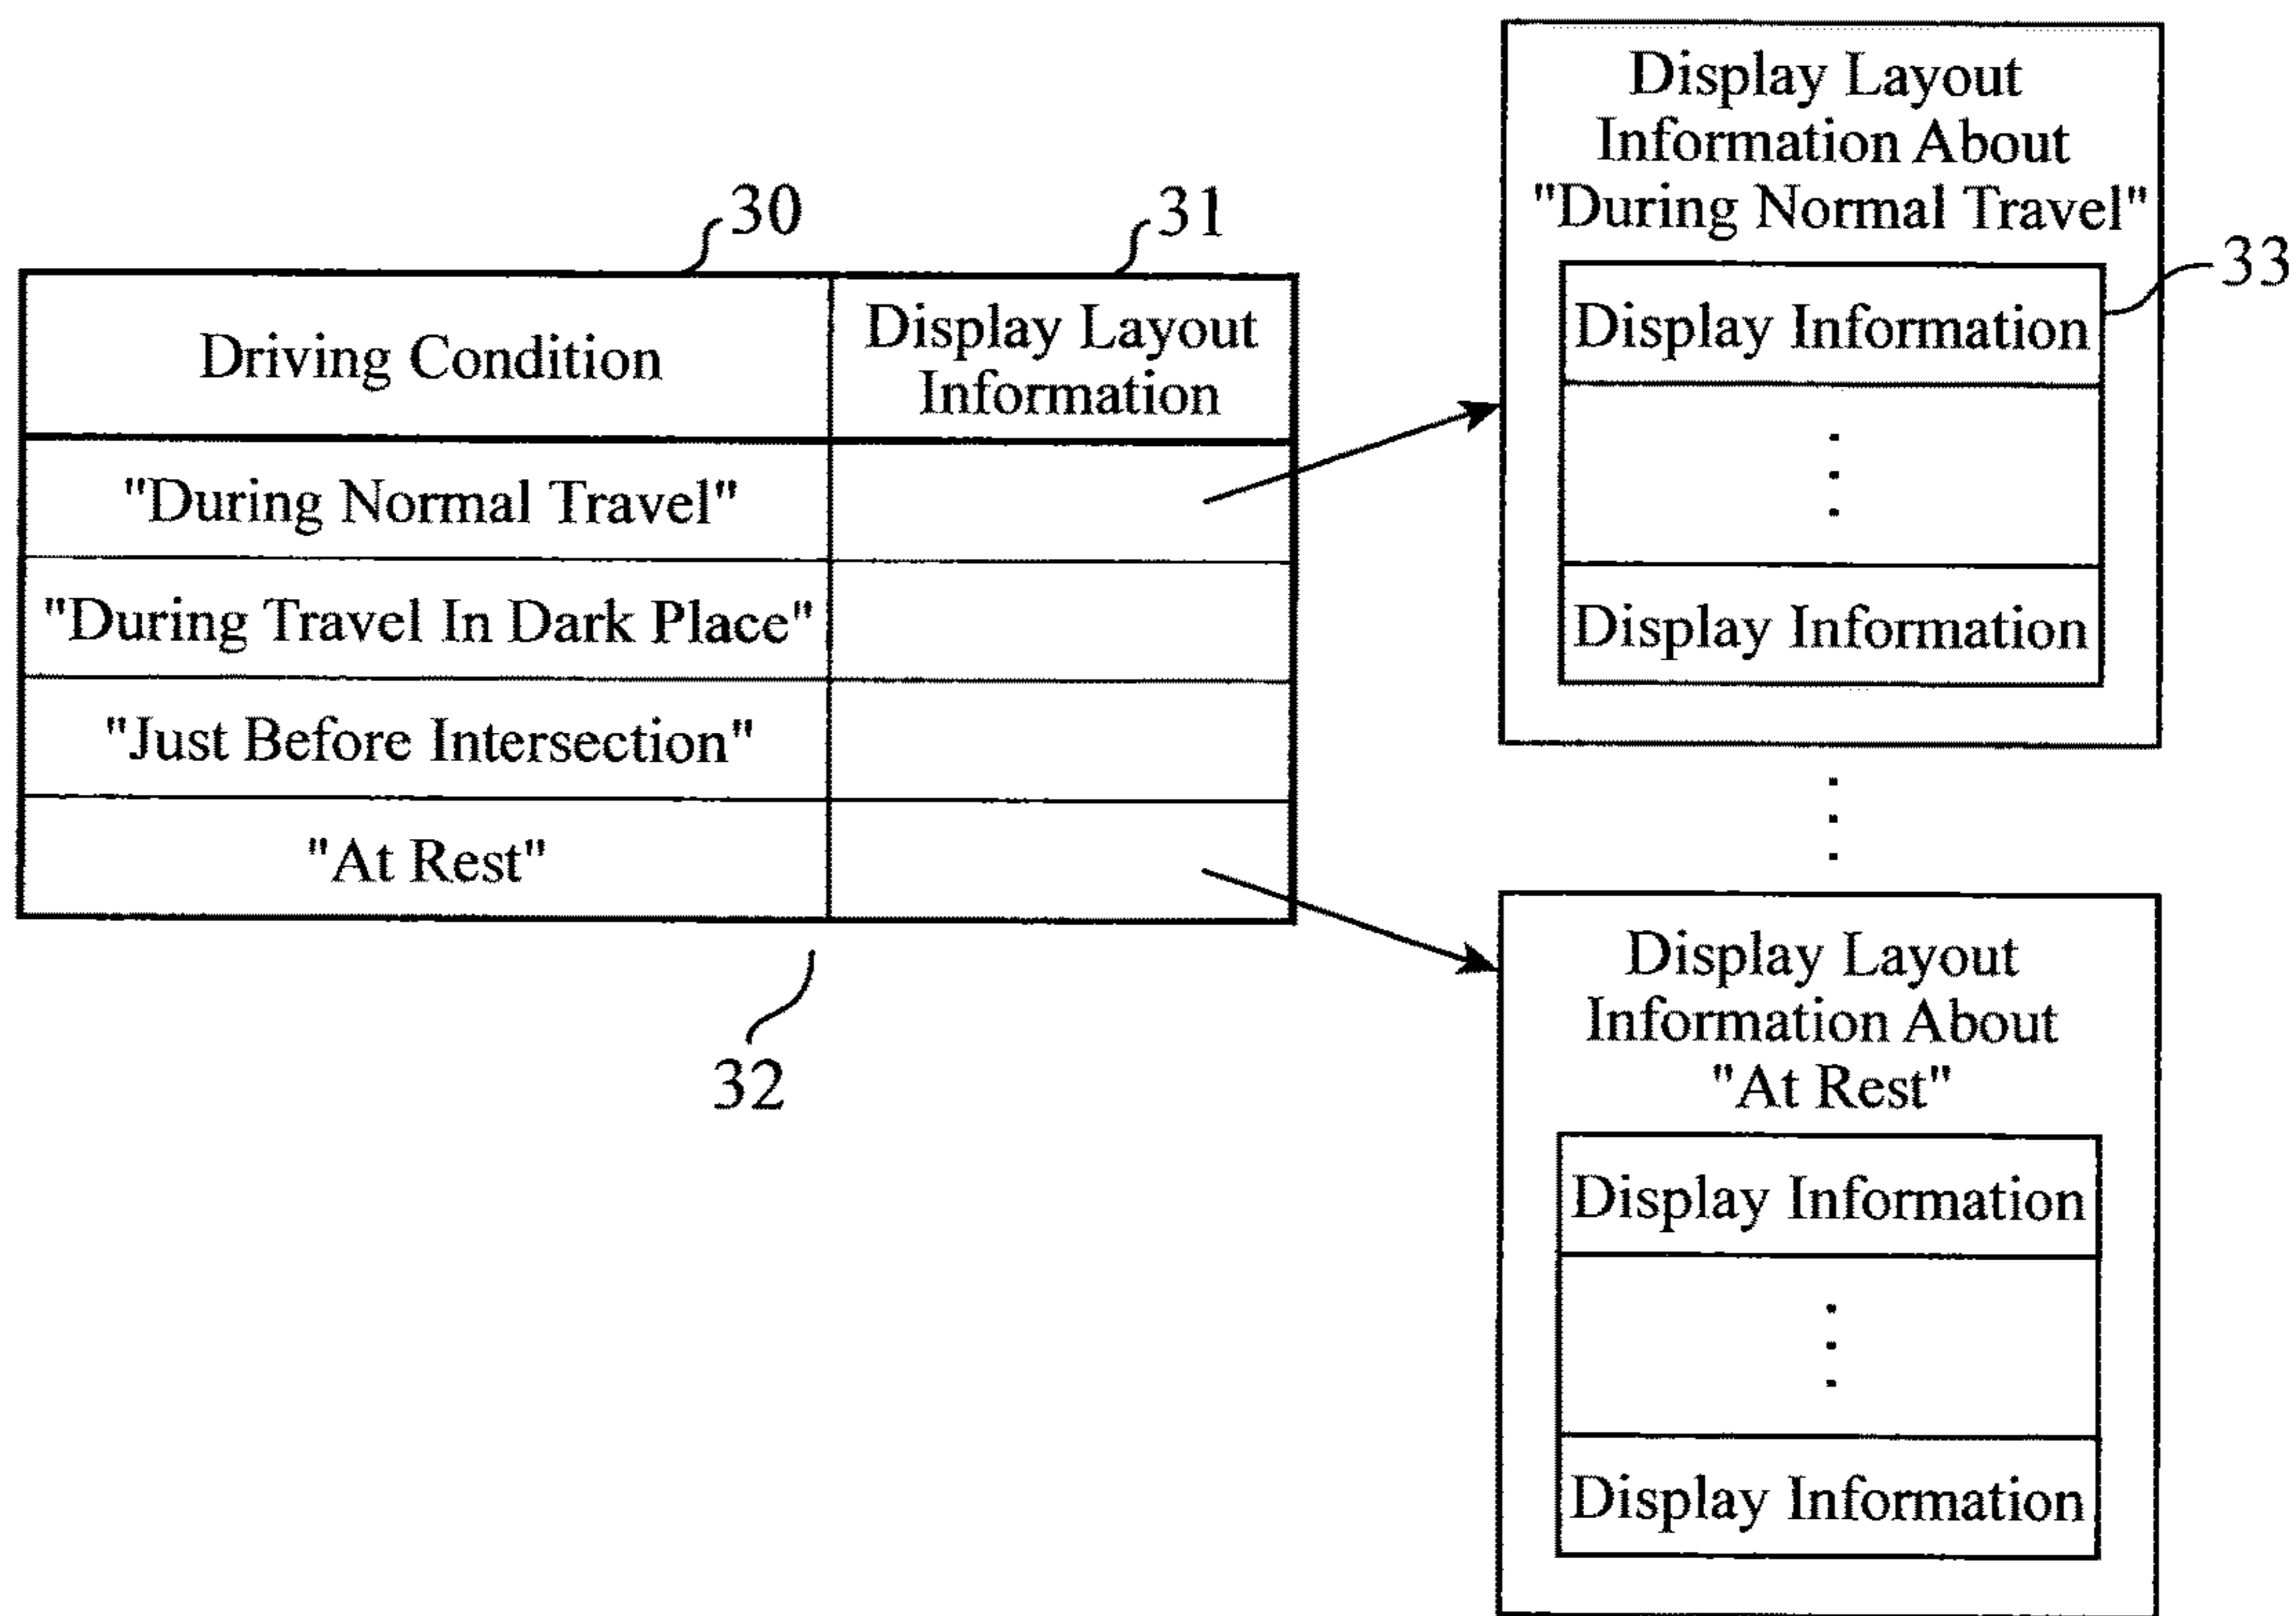 30
31
Driving Condition
Display Layout
Information
"During Normal Travel"
"During Travel In Dark Place"
"Just Before Intersection"
"At Rest"
32
Display Layout
Information About
"During Normal Travel"
33
Display Information
Display Information
Display Layout
Information About
"At Rest"
Display Information
Display Information